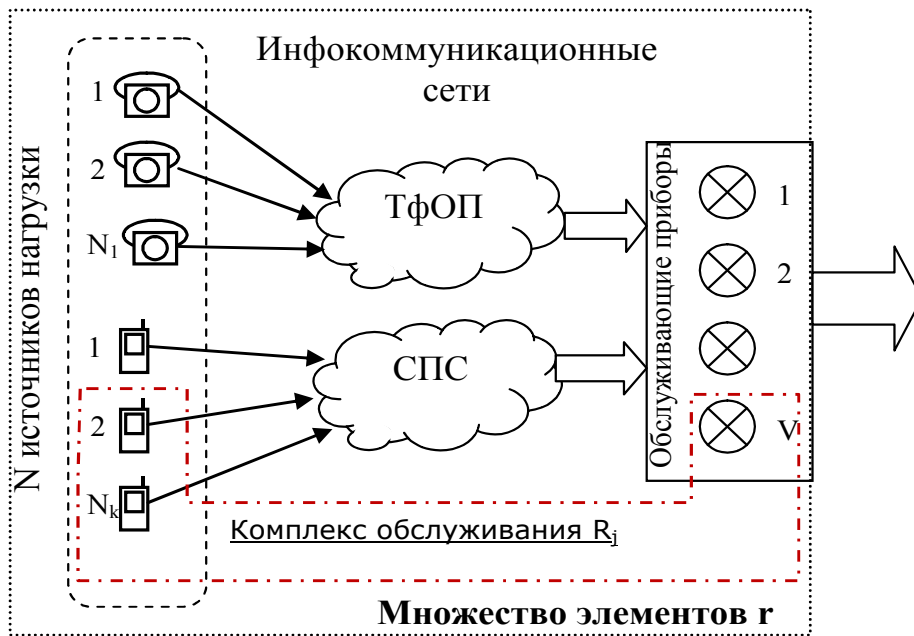 Инфокоммуникационные
сети
N источников нагрузки
1
2
N₁
1
2
Nₖ
ТфОП
СПС
Обслуживающие приборы
1
2
V
Комплекс обслуживания Rⱼ
Множество элементов r